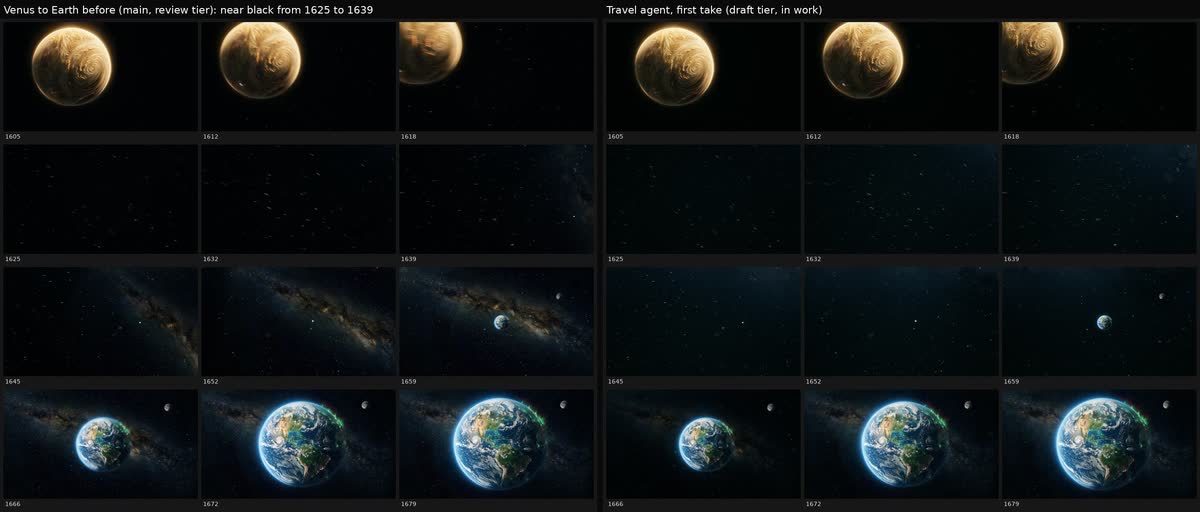 Venus to Earth before (main, review tier): near black from 1625 to 1639
1605 1612 1618
1625 1632 1639
1645 1652 1659
1666 1672 1679
Travel agent, first take (draft tier, in work)
1605 1612 1618
1625 1632 1639
1645 1652 1659
1666 1672 1679